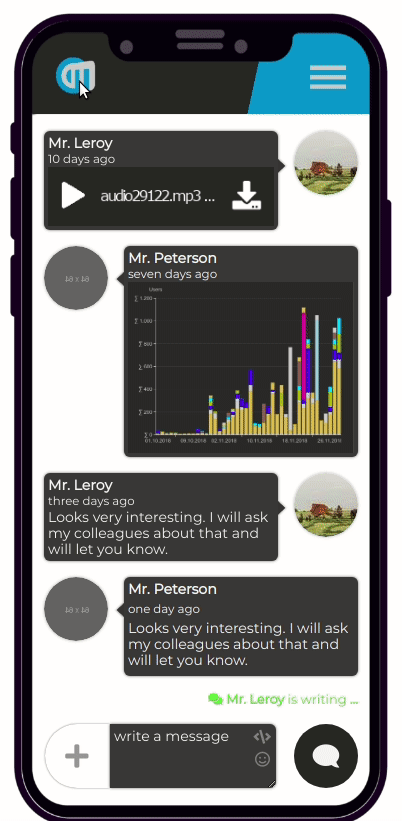 Mr. Leroy
10 days ago
audio29122.mp3 ...
Mr. Peterson
seven days ago
Users
∑ 1.200
∑ 1.000
∑ 800
∑ 600
∑ 400
∑ 200
∑ 0
01.10.2018 09.10.2018 02.11.2018 10.11.2018 18.11.2018 26.11.2018
Mr. Leroy
three days ago
Looks very interesting. I will ask
my colleagues about that and
will let you know.
Mr. Peterson
one day ago
Looks very interesting. I will ask
my colleagues about that and
will let you know.
Mr. Leroy is writing ...
write a message